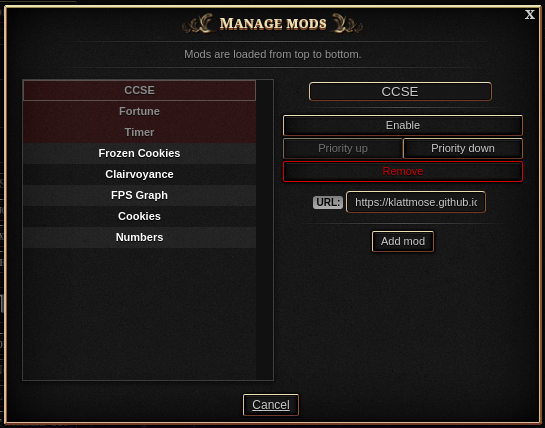 MANAGE MODS
x
Mods are loaded from top to bottom.
CCSE
Fortune
Timer
Frozen Cookies
Clairvoyance
FPS Graph
Cookies
Numbers
CCSE
Enable
Priority up
Priority down
Remove
URL:
https://klattmose.github.io
Add mod
Cancel